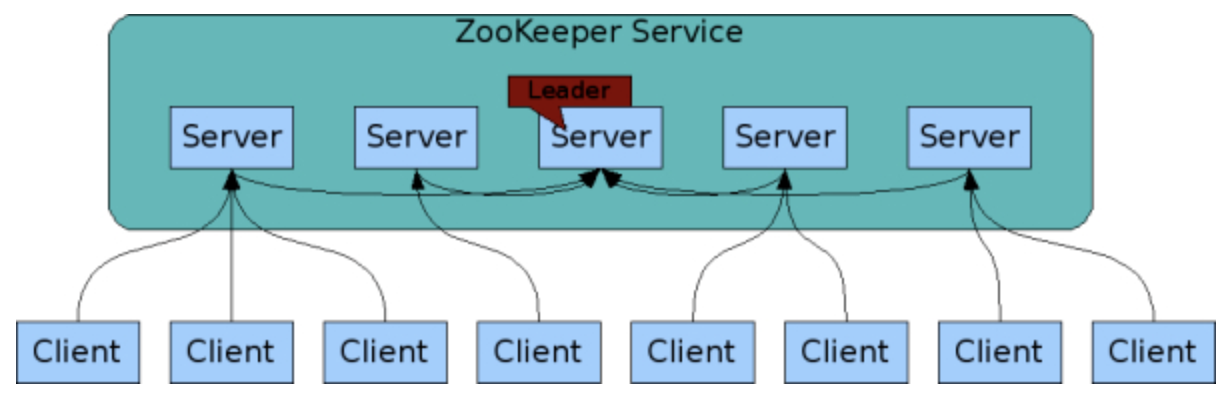 ZooKeeper Service
Leader
Server Server Server Server Server
Client Client Client Client Client Client Client Client